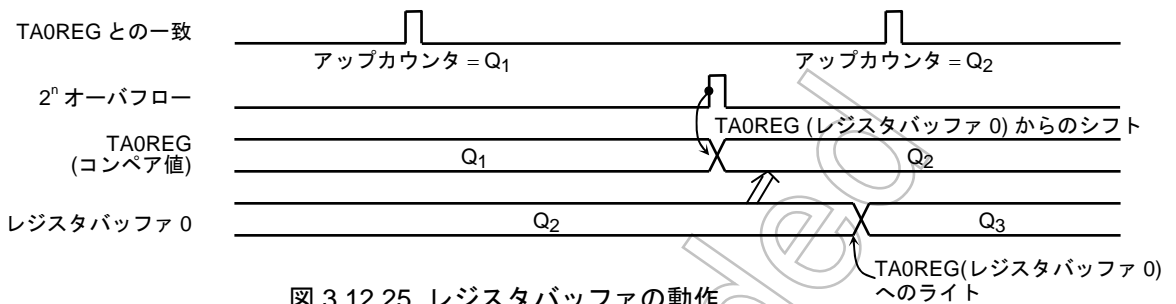 TA0REG との一致
アップカウンタ = Q1
アップカウンタ = Q2
2n オーバフロー
TA0REG (レジスタバッファ 0) からのシフト
TA0REG
(コンペア値)
Q1
Q2
レジスタバッファ 0
Q2
Q3
TA0REG(レジスタバッファ 0)
へのライト
図 3.12.25 レジスタバッファの動作